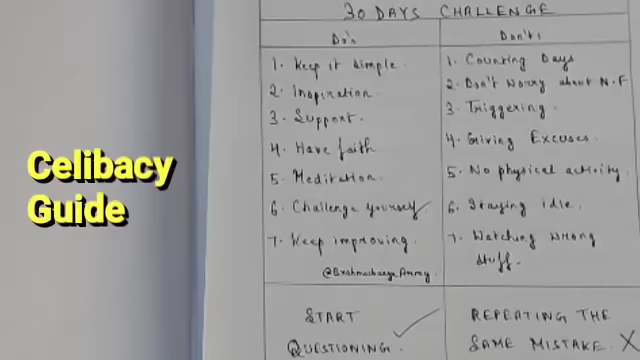 30 DAYS CHALLENGE
Do's
Don'ts
1. Keep it simple.
2. Inspiration.
3. Support.
4. Have faith
5. Meditation.
6. Challenge yourself
7. Keep improving.
@BrahmacharyaArmy
1. Counting Days
2. Don't worry about N.F
3. Triggering.
4. Giving Excuses.
5. No physical activity.
6. Staying idle.
7. Watching wrong
stuff.
START
QUESTIONING.
REPEATING THE
SAME MISTAKE.
Celibacy
Guide